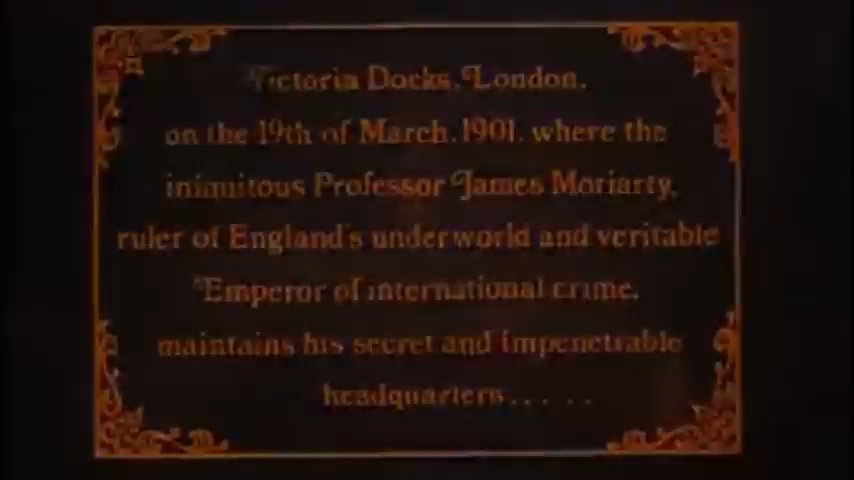 Victoria Docks, London,
on the 19th of March, 1901, where the
iniquitous Professor James Moriarty,
ruler of England's underworld and veritable
Emperor of international crime,
maintains his secret and impenetrable
headquarters.....